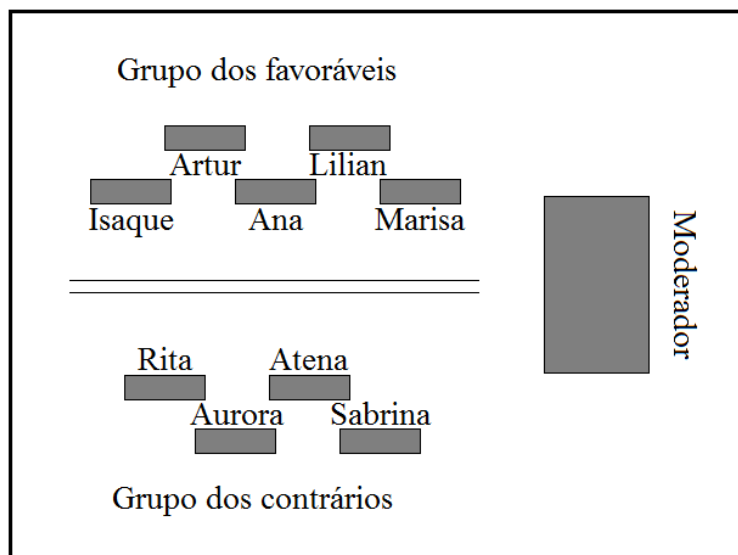 Grupo dos favoráveis
Artur Lilian
Isaque Ana Marisa
Moderador
Rita Atena
Aurora Sabrina
Grupo dos contrários